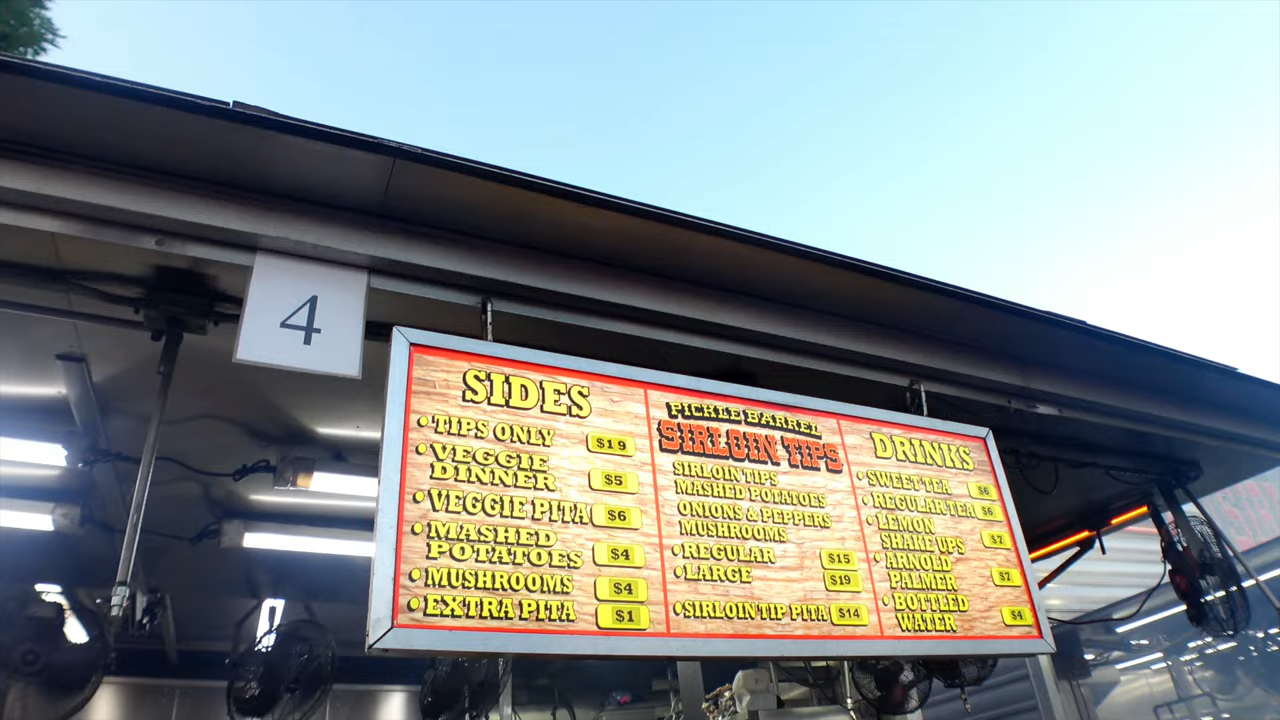 4
SIDES
• TIPS ONLY $19
• VEGGIE
DINNER $5
• VEGGIE PITA $6
• MASHED
POTATOES $4
• MUSHROOMS $4
• EXTRA PITA $1
PICKLE BARREL
SIRLOIN TIPS
SIRLOIN TIPS
MASHED POTATOES
ONIONS & PEPPERS
MUSHROOMS
• REGULAR $15
• LARGE $19
• SIRLOIN TIP PITA $14
DRINKS
• SWEET TEA $6
• REGULAR TEA $6
• LEMON
SHAKE UPS $7
• ARNOLD
PALMER $7
• BOTTLED
WATER $4